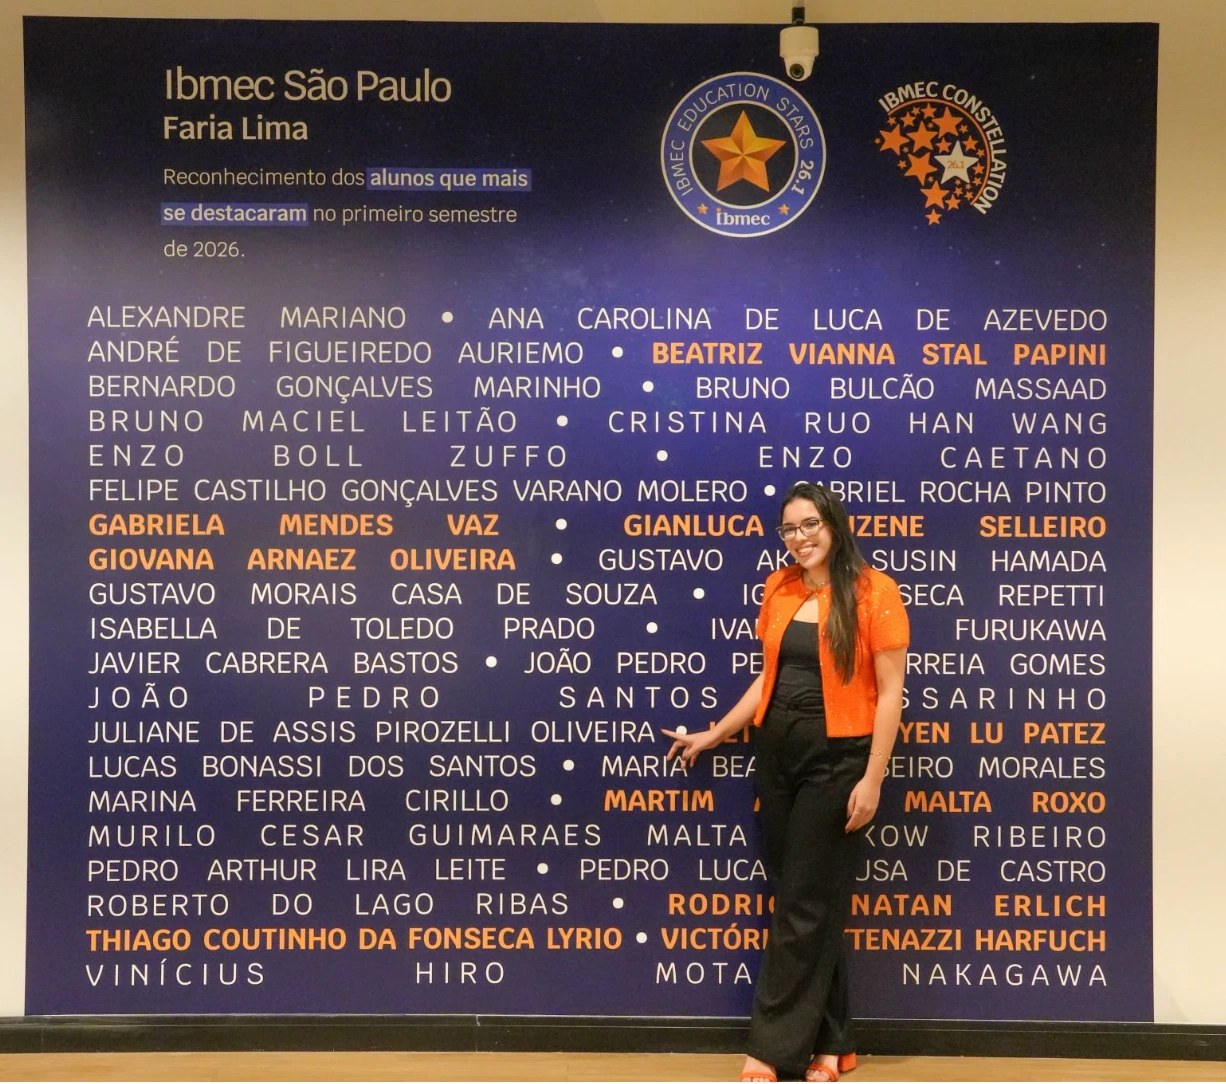 Ibmec São Paulo
Faria Lima
Reconhecimento dos alunos que mais
se destacaram no primeiro semestre
de 2026.
IBMEC EDUCATION STARS 26.1
ibmec
IBMEC CONSTELLATION
26.1
ALEXANDRE MARIANO • ANA CAROLINA DE LUCA DE AZEVEDO
ANDRÉ DE FIGUEIREDO AURIEMO • BEATRIZ VIANNA STAL PAPINI
BERNARDO GONÇALVES MARINHO • BRUNO BULCÃO MASSAAD
BRUNO MACIEL LEITÃO • CRISTINA RUO HAN WANG
ENZO BOLL ZUFFO • ENZO CAETANO
FELIPE CASTILHO GONÇALVES VARANO MOLERO • ABRIEL ROCHA PINTO
GABRIELA MENDES VAZ • GIANLUCA SELLEIRO
GIOVANA ARNAEZ OLIVEIRA • GUSTAVO SUSIN HAMADA
GUSTAVO MORAIS CASA DE SOUZA • REPETTI
ISABELLA DE TOLEDO PRADO • FURUKAWA
JAVIER CABRERA BASTOS • JOÃO PEDRO GOMES
JOÃO PEDRO SANTOS
JULIANE DE ASSIS PIROZELLI OLIVEIRA • LU PATEZ
LUCAS BONASSI DOS SANTOS • MARIA MORALES
MARINA FERREIRA CIRILLO • MARTIM MALTA ROXO
MURILO CESAR GUIMARAES MALTA RIBEIRO
PEDRO ARTHUR LIRA LEITE • PEDRO LUCA DE CASTRO
ROBERTO DO LAGO RIBAS • NATAN ERLICH
THIAGO COUTINHO DA FONSECA LYRIO • HARFUCH
VINÍCIUS HIRO MOTA NAKAGAWA